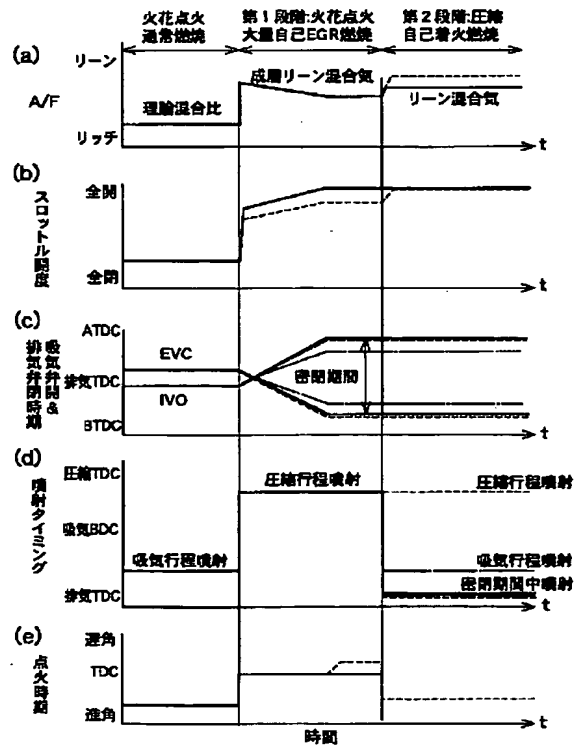 火花点火
通常燃焼
第1段階:火花点火
大量自己EGR燃焼
第2段階:圧縮
自己着火燃焼
(a)
リーン
A/F
リッチ
理論混合比
成層リーン混合気
リーン混合気
t
(b)
スロットル開度
全開
全閉
t
(c)
吸気弁開&
排気弁閉時期
ATDC
排気TDC
BTDC
EVC
IVO
密閉期間
t
(d)
噴射タイミング
圧縮TDC
吸気BDC
排気TDC
吸気行程噴射
圧縮行程噴射
圧縮行程噴射
吸気行程噴射
密閉期間中噴射
t
(e)
点火時期
遅角
TDC
進角
時間
t